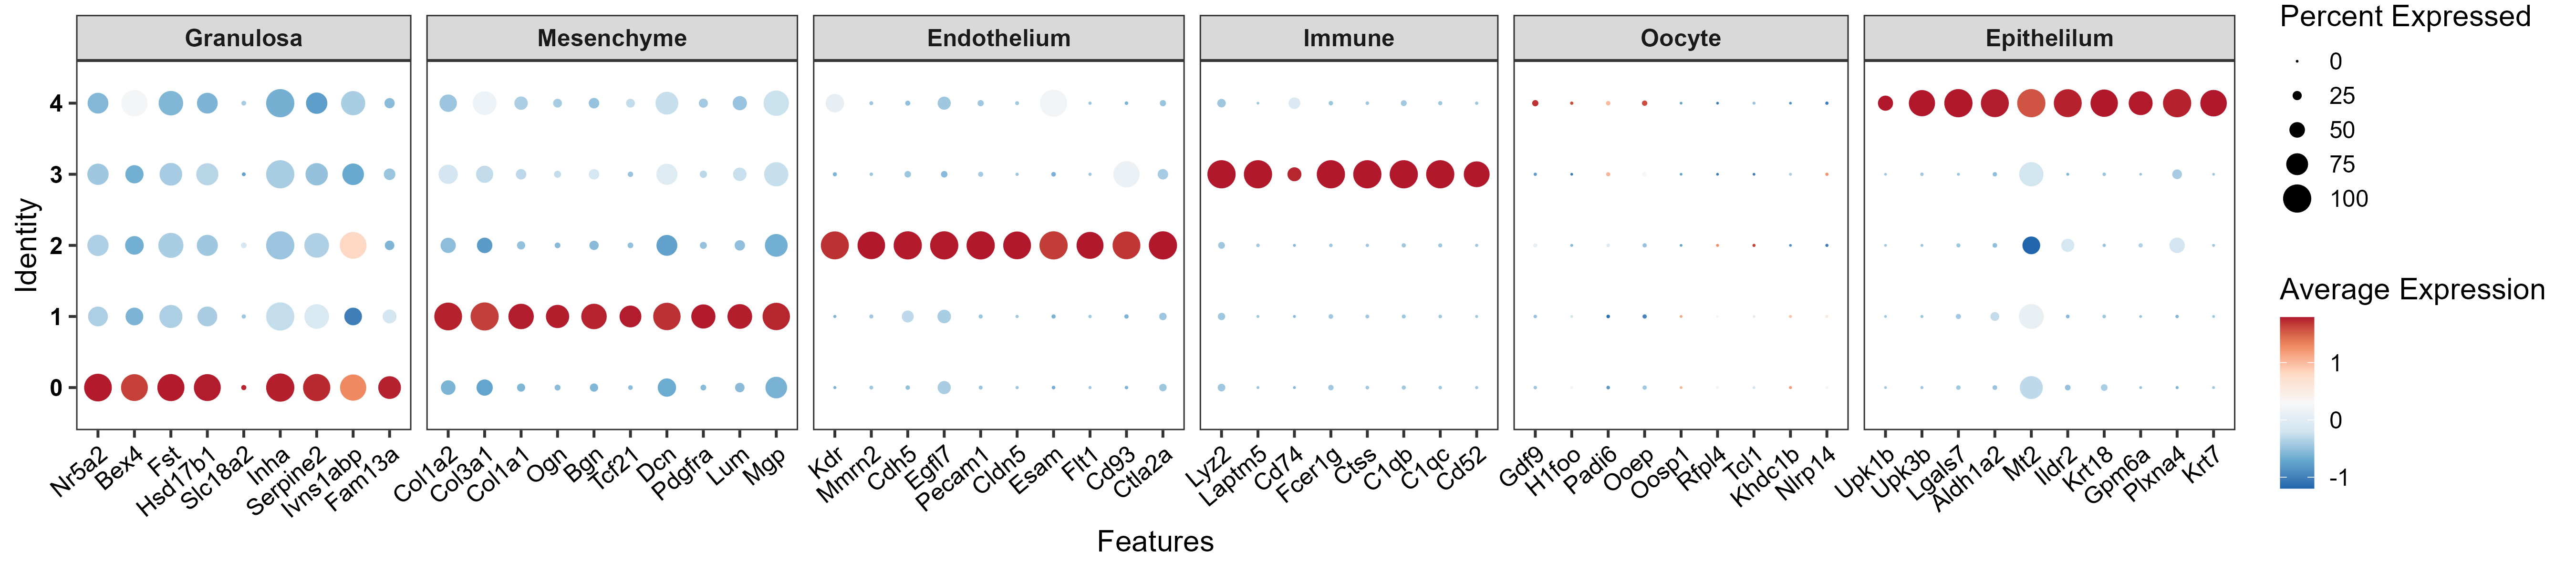 Granulosa Mesenchyme Endothelium Immune Oocyte Epithelilum
Percent Expressed
0
25
50
75
100
Average Expression
1
0
-1
Identity
4
3
2
1
0
Nr5a2 Bex4 Fst Hsd17b1 Slc18a2 Inha Serpine2 Ivns1abp Fam13a
Col1a2 Col3a1 Col1a1 Ogn Bgn Tcf21 Dcn Pdgfra Lum Mgp
Kdr Mmrn2 Cdh5 Egfl7 Pecam1 Cldn5 Esam Flt1 Cd93 Ctla2a
Lyz2 Laptm5 Cd74 Fcer1g Ctss C1qb C1qc Cd52
Gdf9 H1foo Padi6 Ooep Oosp1 Rfpl4 Tcl1 Khdc1b Nlrp14
Upk1b Upk3b Lgals7 Aldh1a2 Mt2 Ildr2 Krt18 Gpm6a Plxna4 Krt7
Features